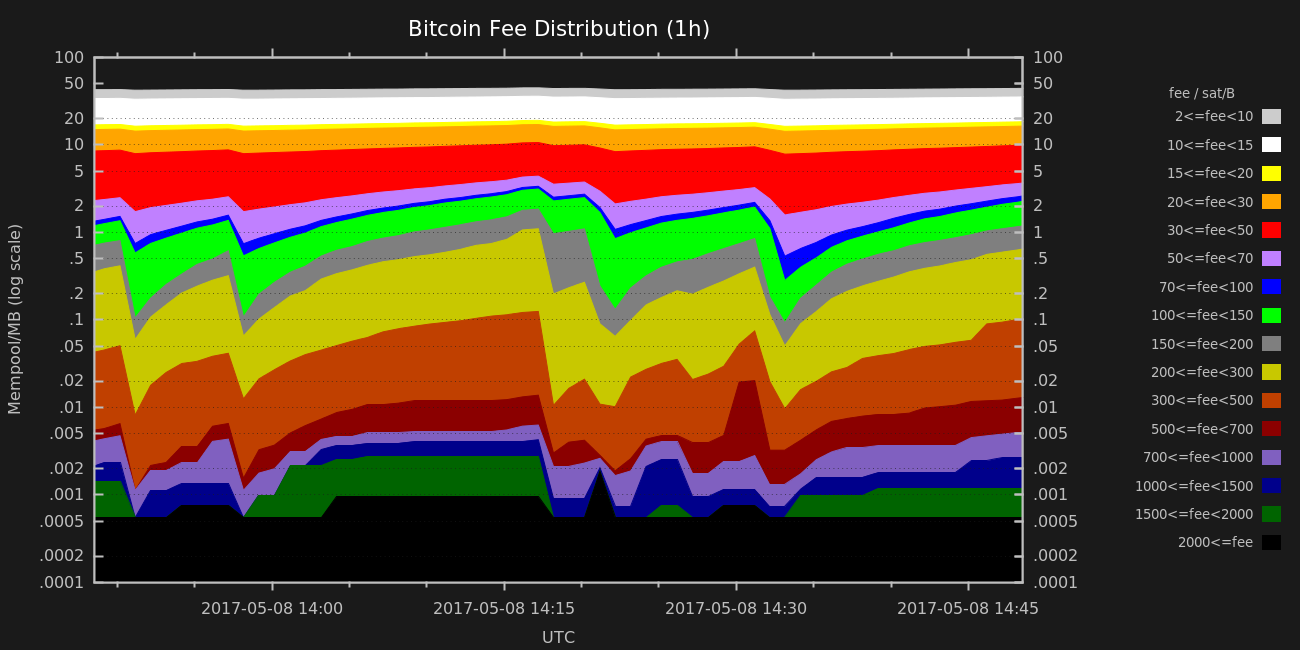 Bitcoin Fee Distribution (1h)
100 100
50 50
20 20
10 10
5 5
2 2
1 1
.5 .5
.2 .2
.1 .1
.05 .05
.02 .02
.01 .01
.005 .005
.002 .002
.001 .001
.0005 .0005
.0002 .0002
.0001 .0001
Mempool/MB (log scale)
2017-05-08 14:00 2017-05-08 14:15 2017-05-08 14:30 2017-05-08 14:45
UTC
fee / sat/B
2<=fee<10
10<=fee<15
15<=fee<20
20<=fee<30
30<=fee<50
50<=fee<70
70<=fee<100
100<=fee<150
150<=fee<200
200<=fee<300
300<=fee<500
500<=fee<700
700<=fee<1000
1000<=fee<1500
1500<=fee<2000
2000<=fee